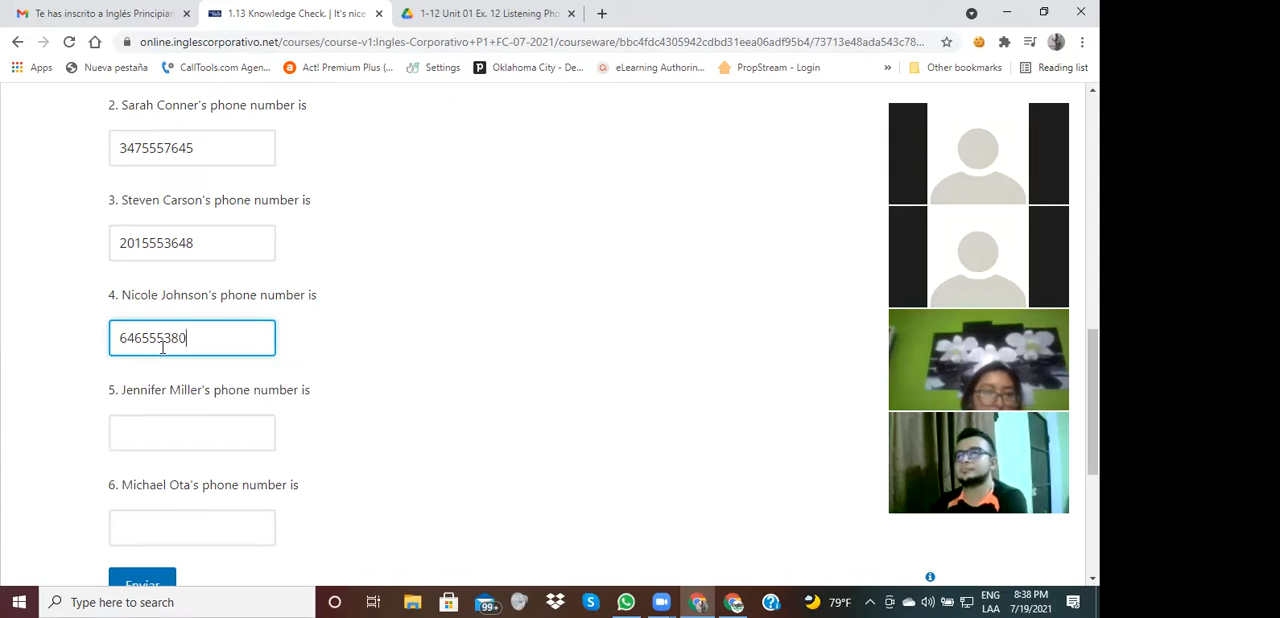 Te has inscrito a Inglés Principian
1.13 Knowledge Check. | It's nice
1-12 Unit 01 Ex. 12 Listening Pho
online.inglescorporativo.net/courses/course-v1:Ingles-Corporativo+P1+FC-07-2021/courseware/bbc4fdc4305942cdbd31eea06adf95b4/73713e48ada543c78...
Apps
Nueva pestaña
CallTools.com Agen...
Act! Premium Plus (...
Settings
Oklahoma City - De...
eLearning Authorin...
PropStream - Login
»
Other bookmarks
Reading list
2. Sarah Conner's phone number is
3475557645
3. Steven Carson's phone number is
2015553648
4. Nicole Johnson's phone number is
646555380
5. Jennifer Miller's phone number is
6. Michael Ota's phone number is
Enviar
Type here to search
99+
79°F
ENG
LAA
8:38 PM
7/19/2021